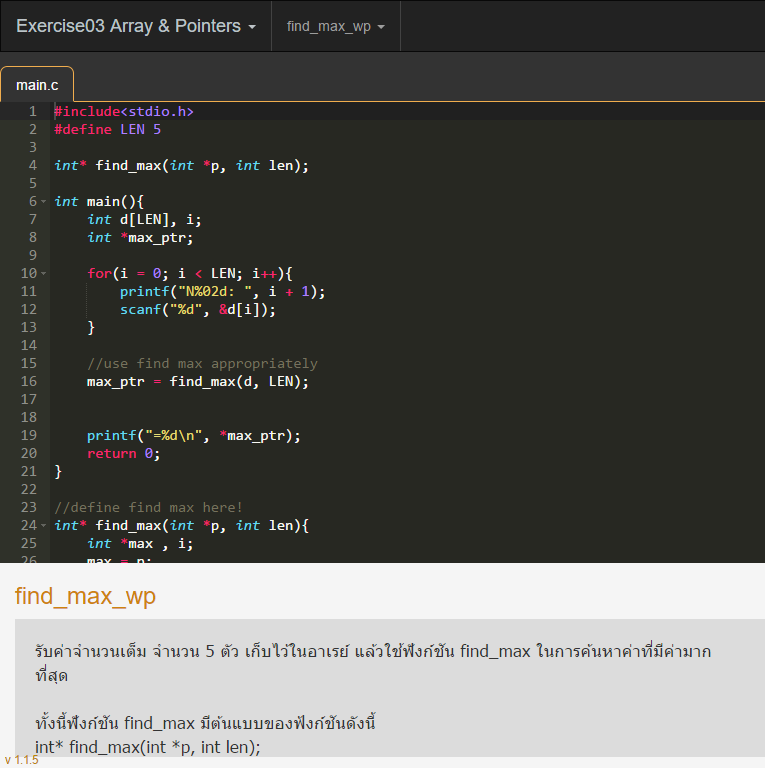 Exercise03 Array & Pointers
find_max_wp
main.c
1 #include<stdio.h>
2 #define LEN 5
3
4 int* find_max(int *p, int len);
5
6 int main(){
7 int d[LEN], i;
8 int *max_ptr;
9
10 for(i = 0; i < LEN; i++){
11 printf("N%02d: ", i + 1);
12 scanf("%d", &d[i]);
13 }
14
15 //use find max appropriately
16 max_ptr = find_max(d, LEN);
17
18
19 printf("=%d\n", *max_ptr);
20 return 0;
21 }
22
23 //define find max here!
24 int* find_max(int *p, int len){
25 int *max , i;
26 max = p;
find_max_wp
รับค่าจำนวนเต็ม จำนวน 5 ตัว เก็บไว้ในอาเรย์ แล้วใช้ฟังก์ชัน find_max ในการค้นหาค่าที่มีค่ามาก
ที่สุด
ทั้งนี้ฟังก์ชัน find_max มีต้นแบบของฟังก์ชันดังนี้
int* find_max(int *p, int len);
v 1.1.5